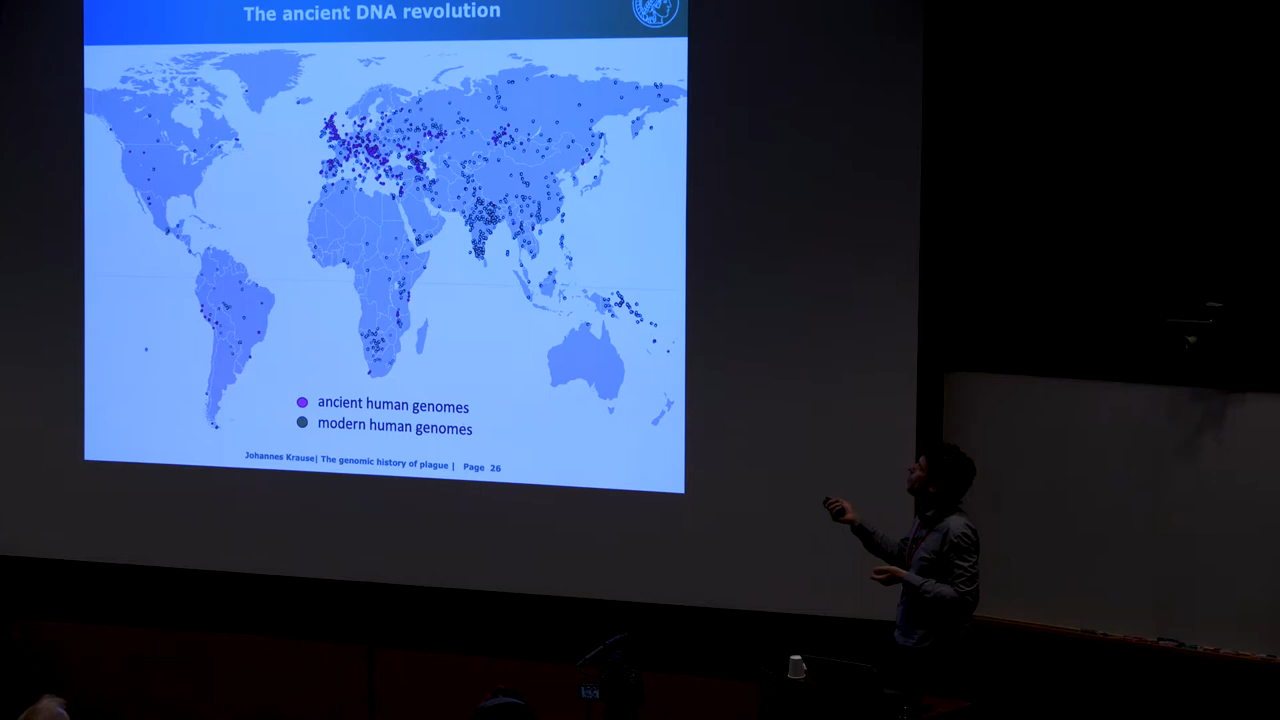 The ancient DNA revolution
ancient human genomes
modern human genomes
Johannes Krause| The genomic history of plague | Page 26